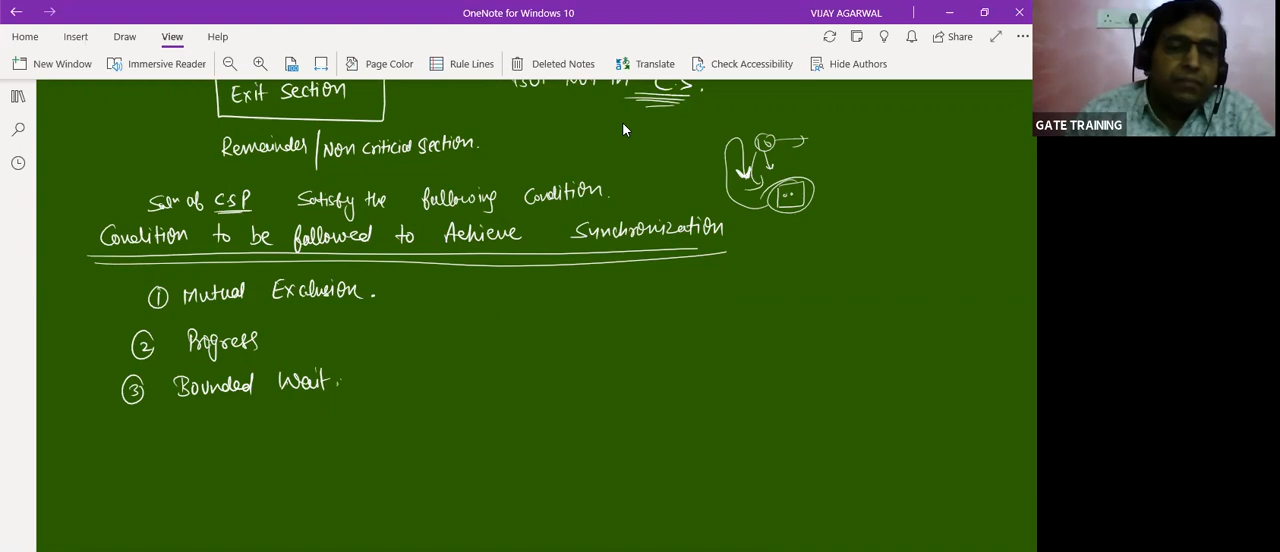 OneNote for Windows 10
VIJAY AGARWAL
Home Insert Draw View Help
Share
New Window Immersive Reader Page Color Rule Lines Deleted Notes Translate Check Accessibility Hide Authors
GATE TRAINING
Exit Section
C.S.
Remainder/Non Critical Section.
Soln of CSP Satisfy the following Condition.
Condition to be followed to Achieve Synchronization
① Mutual Exclusion.
② Progress
③ Bounded Wait.